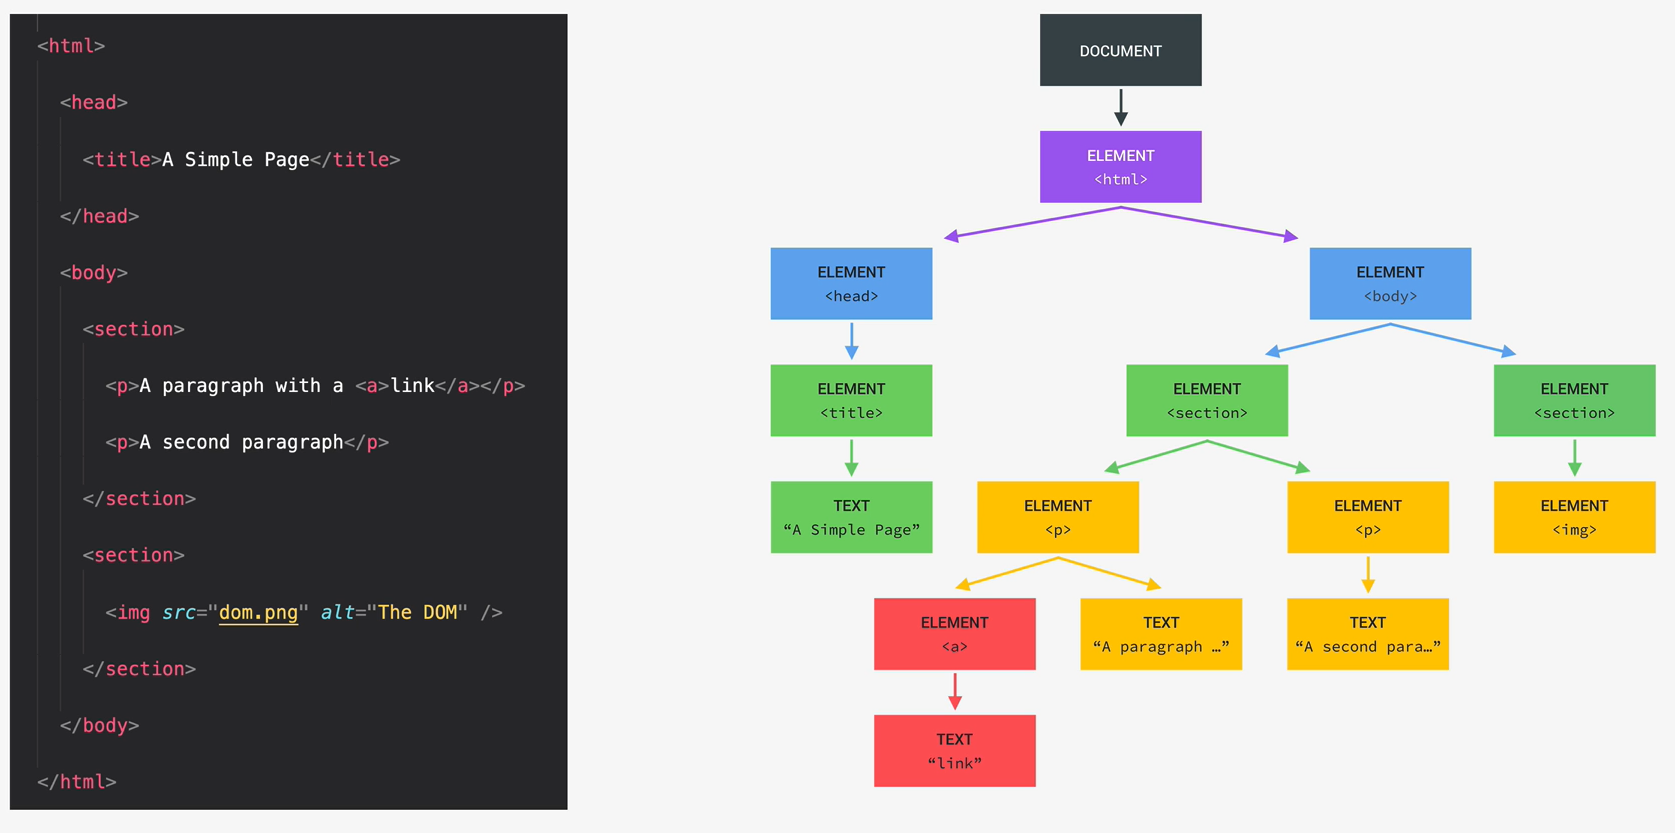 <html>
<head>
<title>A Simple Page</title>
</head>
<body>
<section>
<p>A paragraph with a <a>link</a></p>
<p>A second paragraph</p>
</section>
<section>
<img src="dom.png" alt="The DOM" />
</section>
</body>
</html>
DOCUMENT
ELEMENT
<html>
ELEMENT
<head>
ELEMENT
<body>
ELEMENT
<title>
ELEMENT
<section>
ELEMENT
<section>
TEXT
“A Simple Page”
ELEMENT
<p>
ELEMENT
<p>
ELEMENT
<img>
ELEMENT
<a>
TEXT
“A paragraph …”
TEXT
“A second para…”
TEXT
“link”